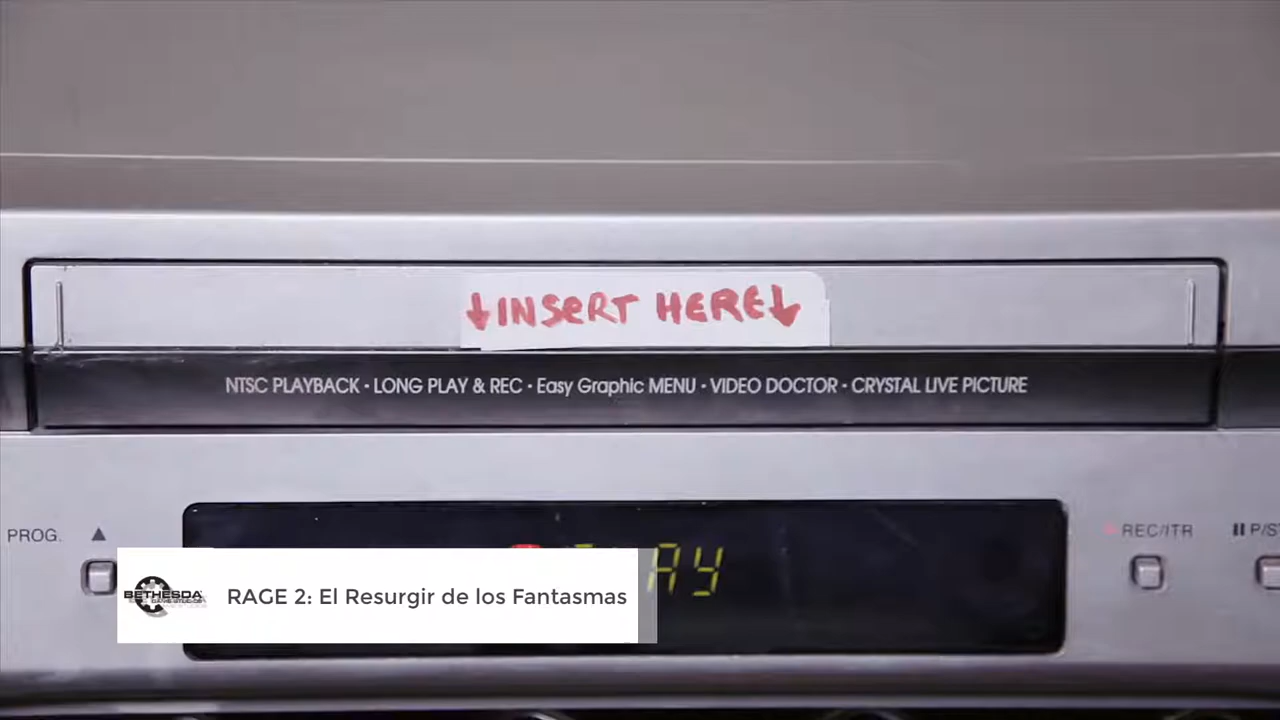 ↓INSERT HERE↓
NTSC PLAYBACK · LONG PLAY & REC · Easy Graphic MENU · VIDEO DOCTOR · CRYSTAL LIVE PICTURE
PROG.
REC/ITR
BETHESDA
RAGE 2: El Resurgir de los Fantasmas